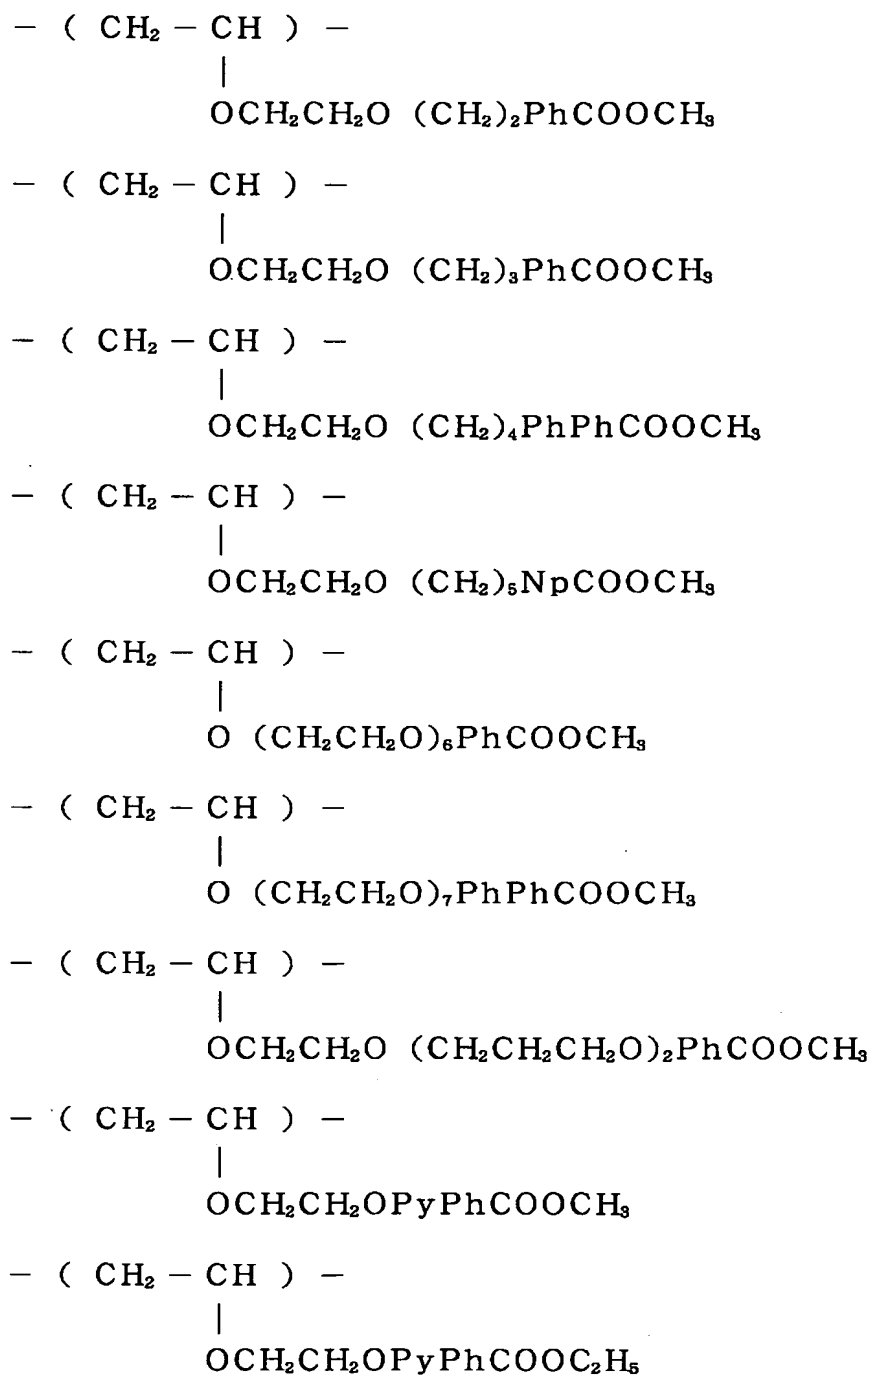 − ( CH₂ − CH ) −
|
OCH₂CH₂O (CH₂)₂PhCOOCH₃
− ( CH₂ − CH ) −
|
OCH₂CH₂O (CH₂)₃PhCOOCH₃
− ( CH₂ − CH ) −
|
OCH₂CH₂O (CH₂)₄PhPhCOOCH₃
− ( CH₂ − CH ) −
|
OCH₂CH₂O (CH₂)₅NpCOOCH₃
− ( CH₂ − CH ) −
|
O (CH₂CH₂O)₆PhCOOCH₃
− ( CH₂ − CH ) −
|
O (CH₂CH₂O)₇PhPhCOOCH₃
− ( CH₂ − CH ) −
|
OCH₂CH₂O (CH₂CH₂CH₂O)₂PhCOOCH₃
− ( CH₂ − CH ) −
|
OCH₂CH₂OPyPhCOOCH₃
− ( CH₂ − CH ) −
|
OCH₂CH₂OPyPhCOOC₂H₅